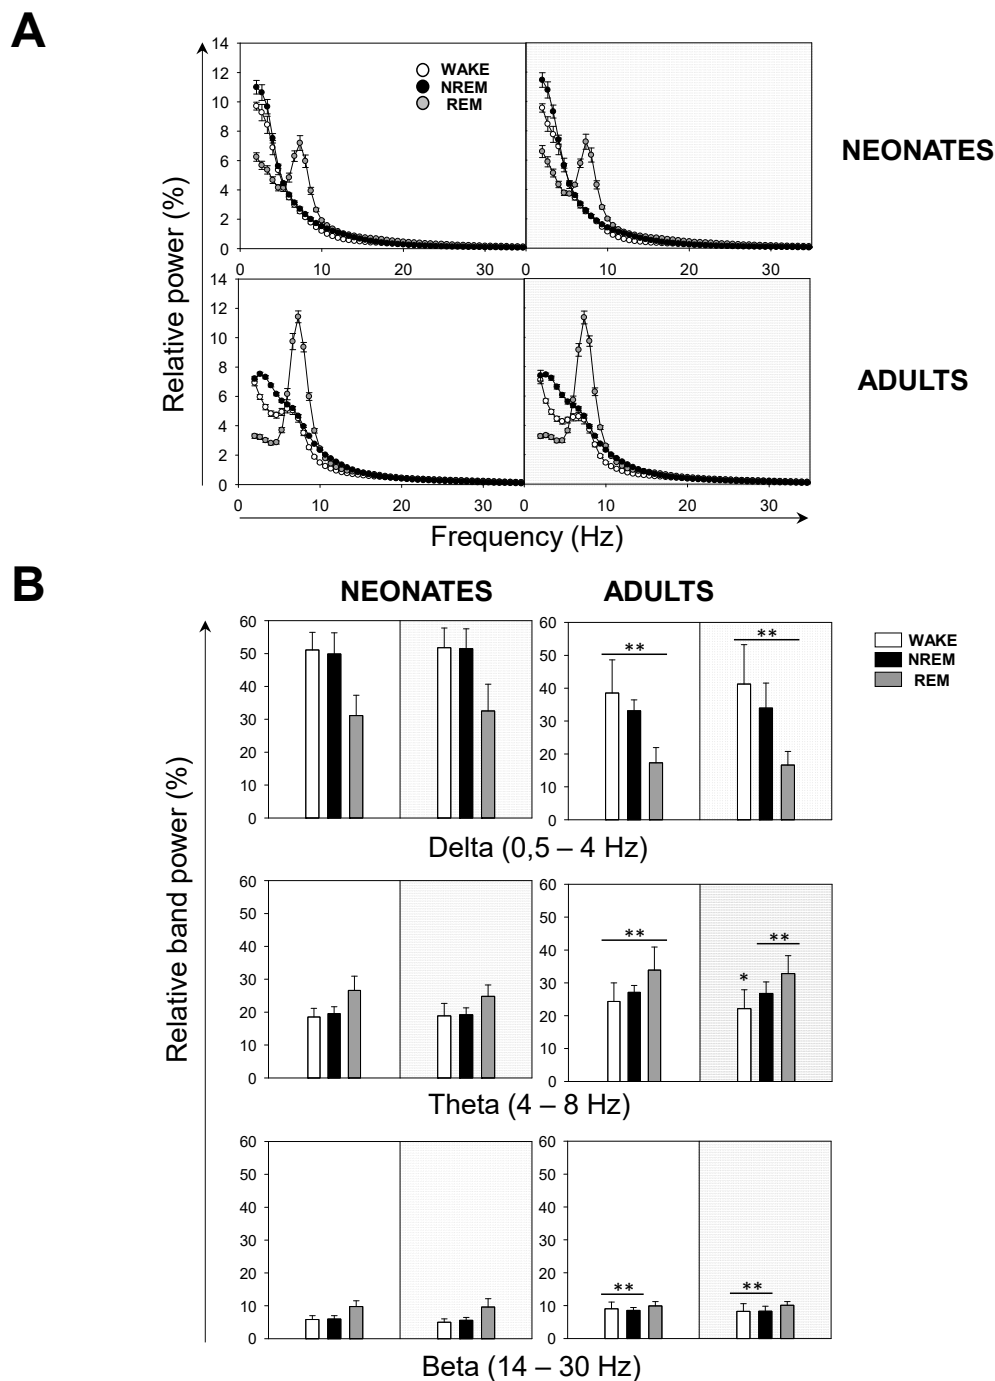 A
Relative power (%)
14
12
10
8
6
4
2
0
WAKE
NREM
REM
0 10 20 30 0 10 20 30
NEONATES
14
12
10
8
6
4
2
0
0 10 20 30 0 10 20 30
ADULTS
Frequency (Hz)
B
NEONATES ADULTS
Relative band power (%)
60 60
50 50
40 40
30 30
20 20
10 10
0 0
** **
WAKE
NREM
REM
Delta (0,5 – 4 Hz)
60 60
50 50
40 40
30 30
20 20
10 10
0 0
** * **
Theta (4 – 8 Hz)
60 60
50 50
40 40
30 30
20 20
10 10
0 0
** **
Beta (14 – 30 Hz)